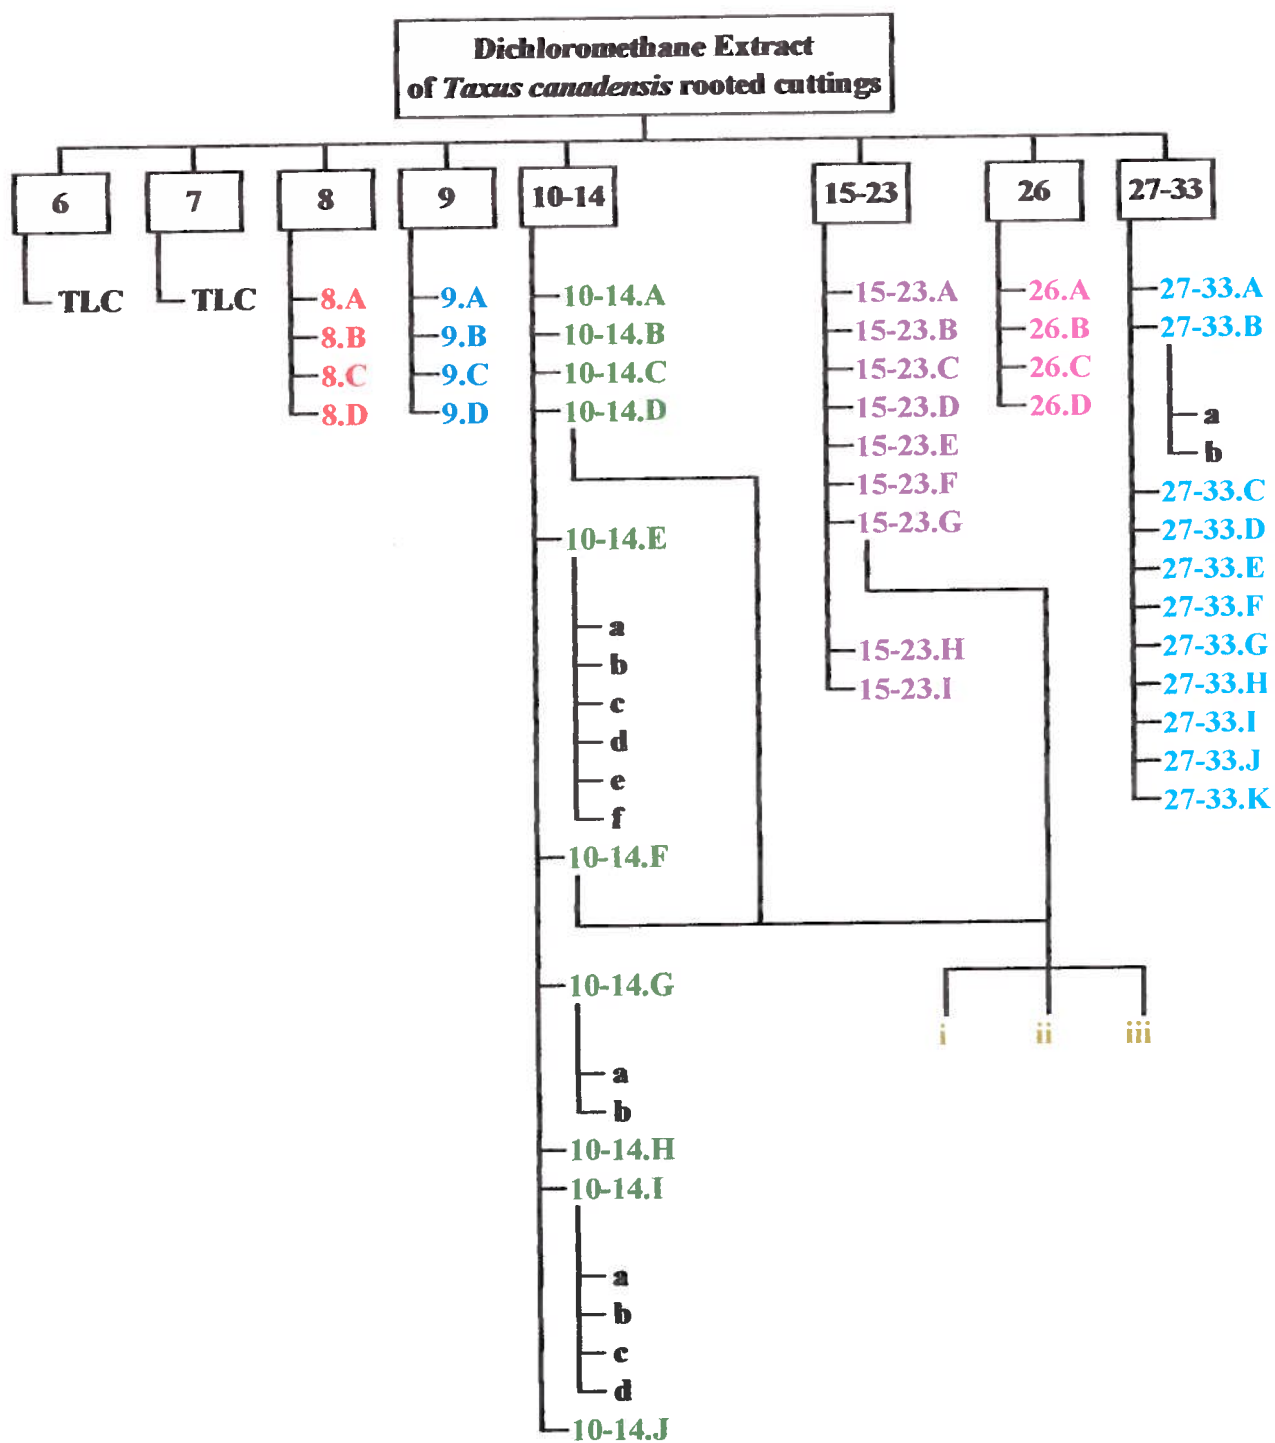 Dichloromethane Extract
of Taxus canadensis rooted cuttings
6
7
8
9
10-14
15-23
26
27-33
TLC
TLC
8.A
8.B
8.C
8.D
9.A
9.B
9.C
9.D
10-14.A
10-14.B
10-14.C
10-14.D
10-14.E
a
b
c
d
e
f
10-14.F
10-14.G
a
b
10-14.H
10-14.I
a
b
c
d
10-14.J
15-23.A
15-23.B
15-23.C
15-23.D
15-23.E
15-23.F
15-23.G
15-23.H
15-23.I
i
ii
iii
26.A
26.B
26.C
26.D
27-33.A
27-33.B
a
b
27-33.C
27-33.D
27-33.E
27-33.F
27-33.G
27-33.H
27-33.I
27-33.J
27-33.K